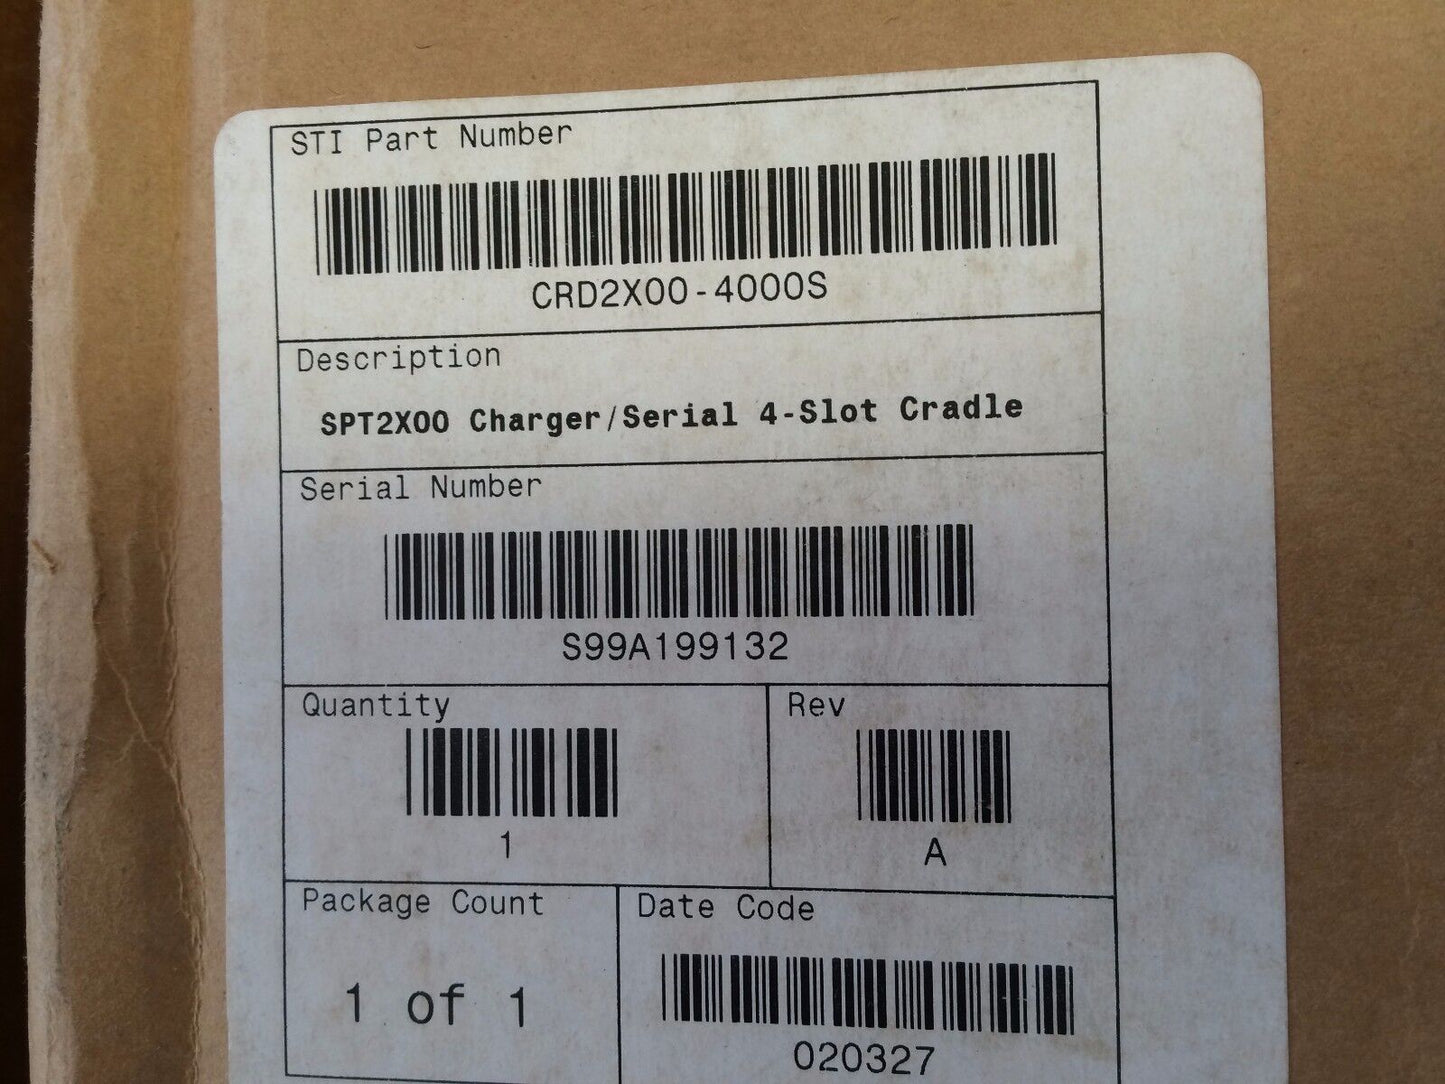 STI Part Number
CRD2X00-4000S
Description
SPT2X00 Charger/Serial 4-Slot Cradle
Serial Number
S99A199132
Quantity
Rev
1
A
Package Count
Date Code
1 of 1
020327